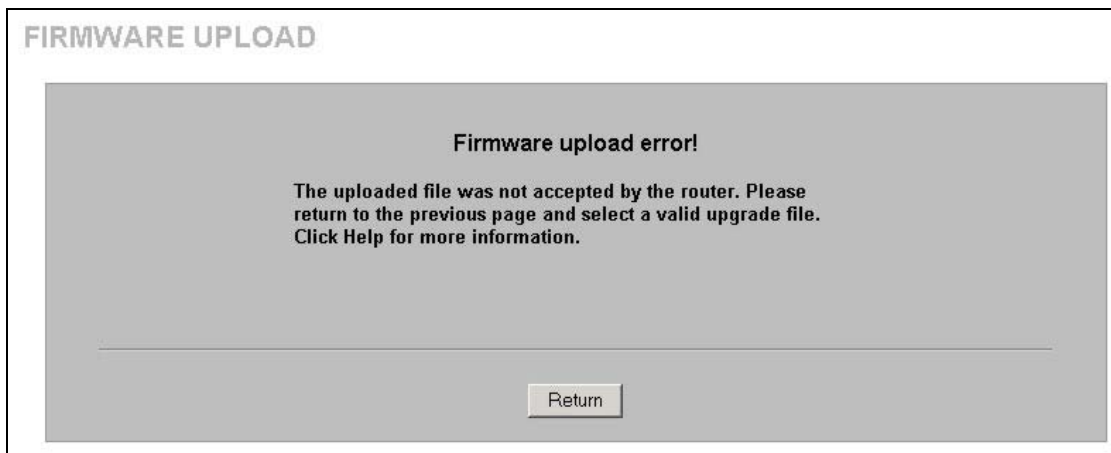 FIRMWARE UPLOAD
Firmware upload error!
The uploaded file was not accepted by the router. Please
return to the previous page and select a valid upgrade file.
Click Help for more information.
Return